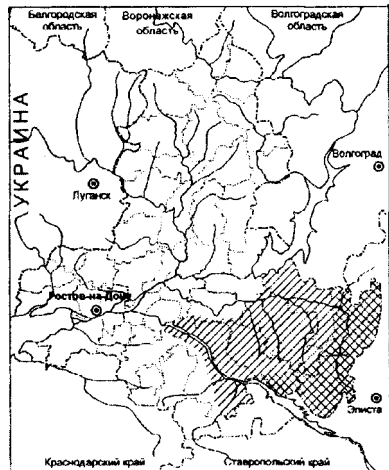 Белгородская
область
Воронежская
область
Волгоградская
область
УКРАИНА
Волгоград
Луганск
Ростов-на-Дону
Элиста
Краснодарский край
Ставропольский край